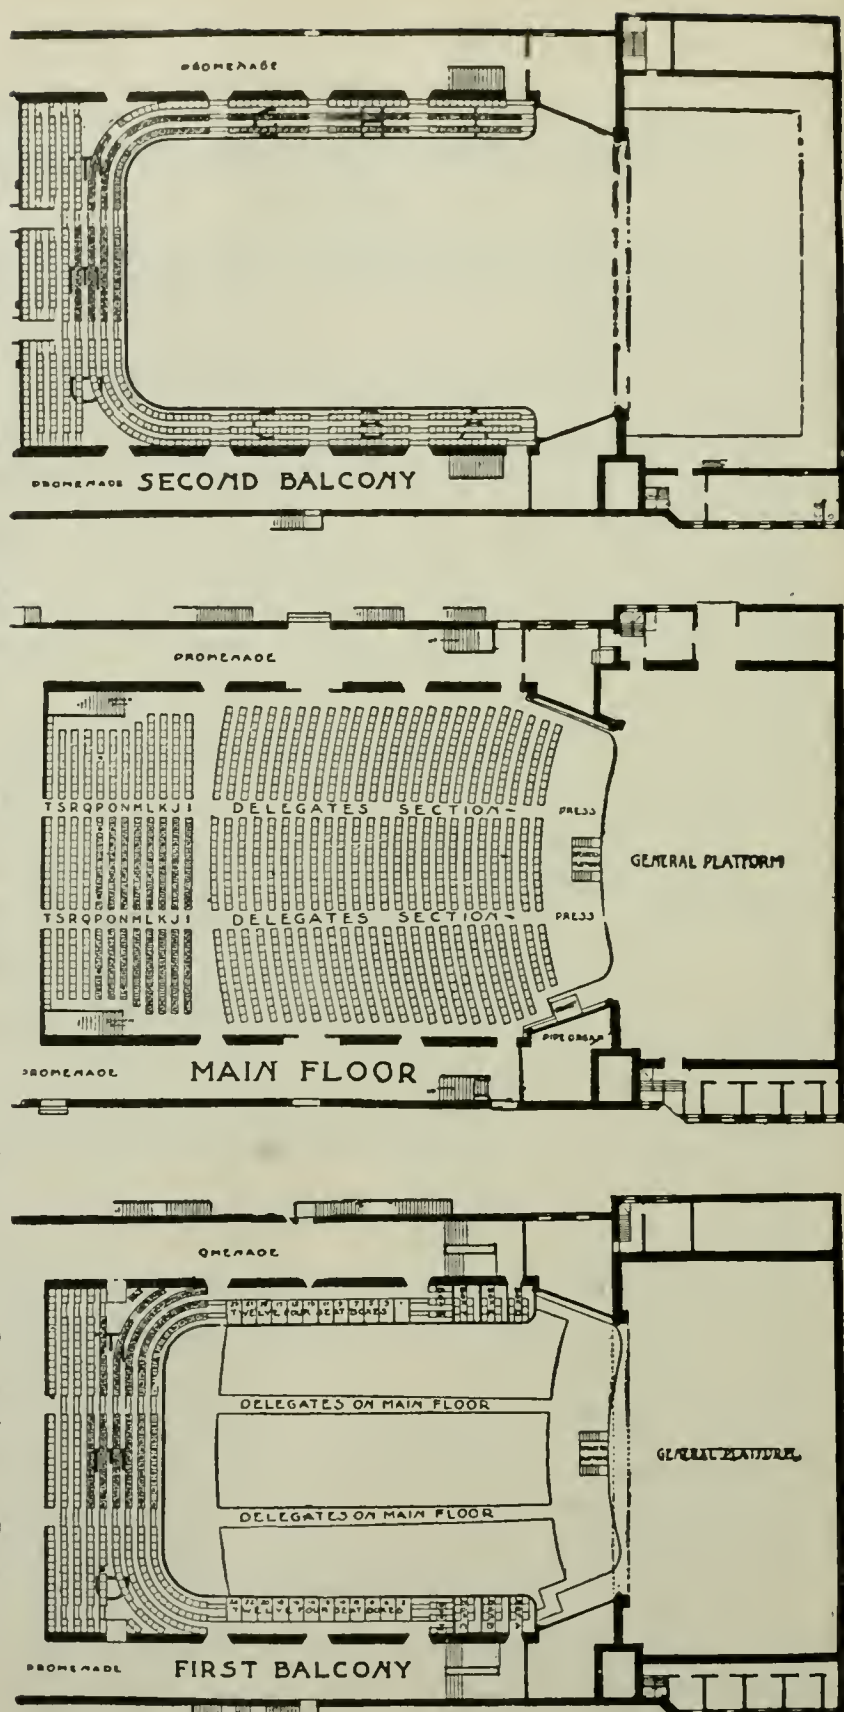 PROMENADE
PROMENADE SECOND BALCONY
PROMENADE
T S R Q P O N M L K J I DELEGATES SECTION
PRESS
GENERAL PLATFORM
T S R Q P O N M L K J I DELEGATES SECTION
PRESS
PIPE ORGAN
PROMENADE MAIN FLOOR
OMENADE
TWELVE FOUR SEAT BOXES
DELEGATES ON MAIN FLOOR
GENERAL PLATFORM
DELEGATES ON MAIN FLOOR
TWELVE FOUR SEAT BOXES
PROMENADE FIRST BALCONY